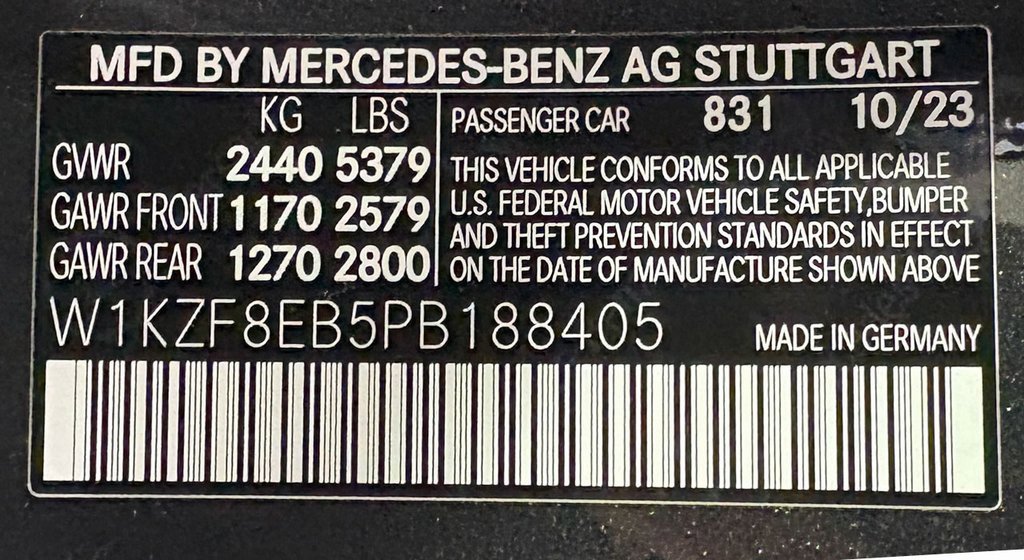 MFD BY MERCEDES-BENZ AG STUTTGART
KG LBS
GVWR 2440 5379
GAWR FRONT 1170 2579
GAWR REAR 1270 2800
PASSENGER CAR 831 10/23
THIS VEHICLE CONFORMS TO ALL APPLICABLE
U.S. FEDERAL MOTOR VEHICLE SAFETY,BUMPER
AND THEFT PREVENTION STANDARDS IN EFFECT
ON THE DATE OF MANUFACTURE SHOWN ABOVE
W1KZF8EB5PB188405
MADE IN GERMANY